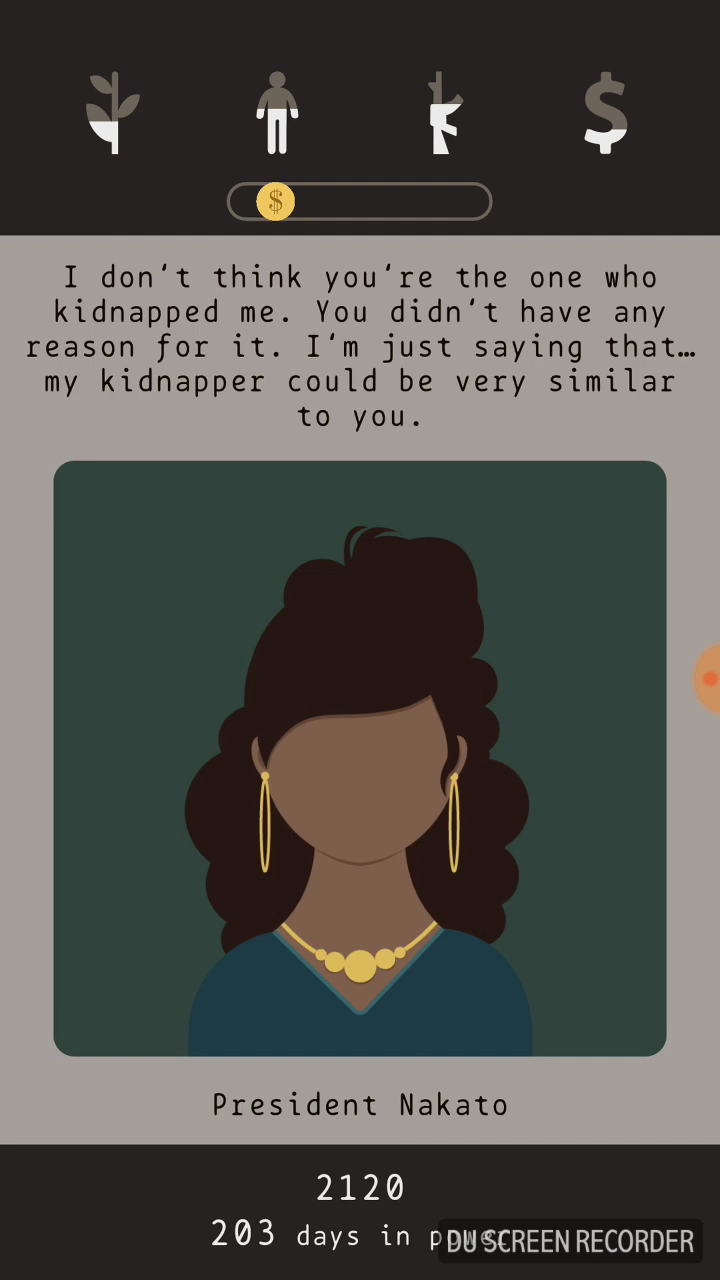 $
$
I don't think you're the one who
kidnapped me. You didn't have any
reason for it. I'm just saying that…
my kidnapper could be very similar
to you.
President Nakato
2120
203 days in power
DU SCREEN RECORDER